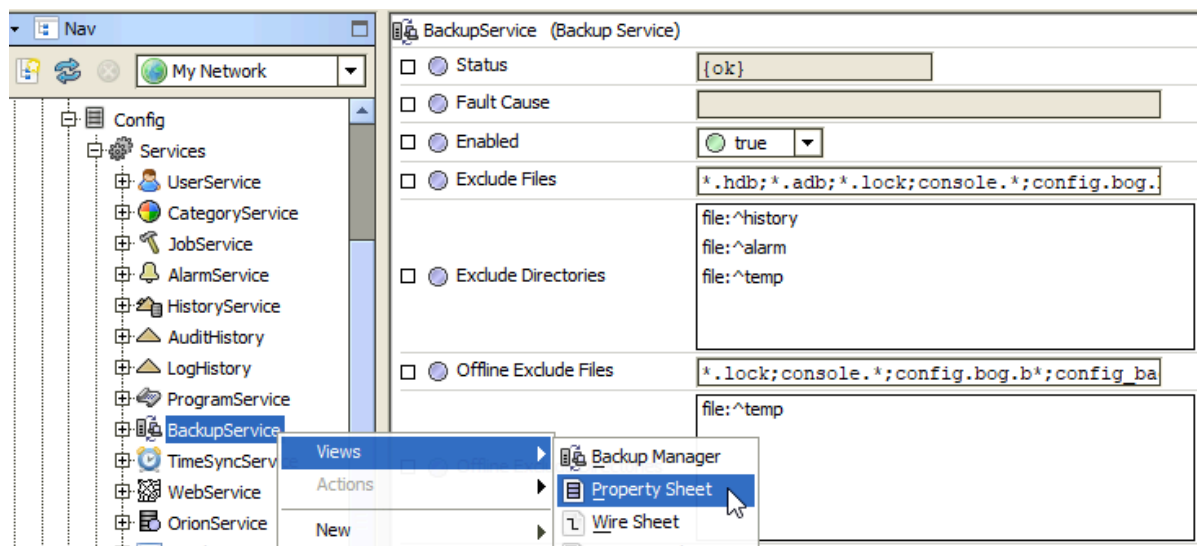 Nav
My Network
Config
Services
UserService
CategoryService
JobService
AlarmService
HistoryService
AuditHistory
LogHistory
ProgramService
BackupService
TimeSyncServ
WebService
OrionService
BackupService (Backup Service)
Status {ok}
Fault Cause
Enabled true
Exclude Files *.hdb;*.adb;*.lock;console.*;config.bog.
Exclude Directories
file:^history
file:^alarm
file:^temp
Offline Exclude Files *.lock;console.*;config.bog.b*;config_ba
file:^temp
Views
Actions
New
Backup Manager
Property Sheet
Wire Sheet